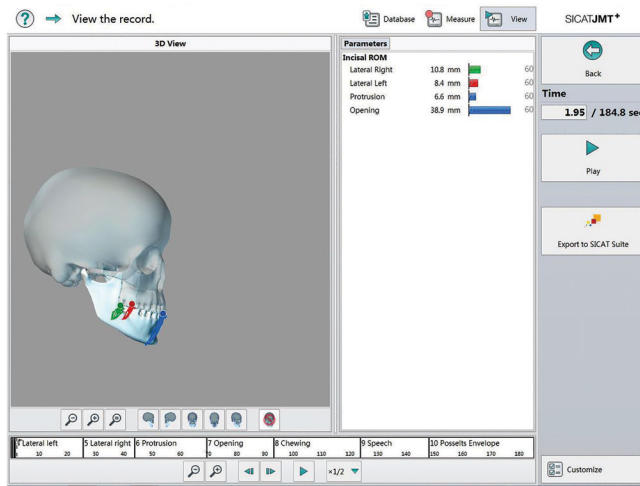 ? View the record.
Database Measure View
SICATJMT+
3D View
Parameters
Incisal ROM
Lateral Right 10.8 mm 60
Lateral Left 8.4 mm 60
Protrusion 6.6 mm 60
Opening 38.9 mm 60
Back
Time
1.95 / 184.8 sec
Play
Export to SICAT Suite
Lateral left 5 Lateral right 6 Protrusion 7 Opening 8 Chewing 9 Speech 10 Posselts Envelope
10 20 30 40 50 60 70 80 90 100 110 120 130 140 150 160 170 180
×1/2
Customize